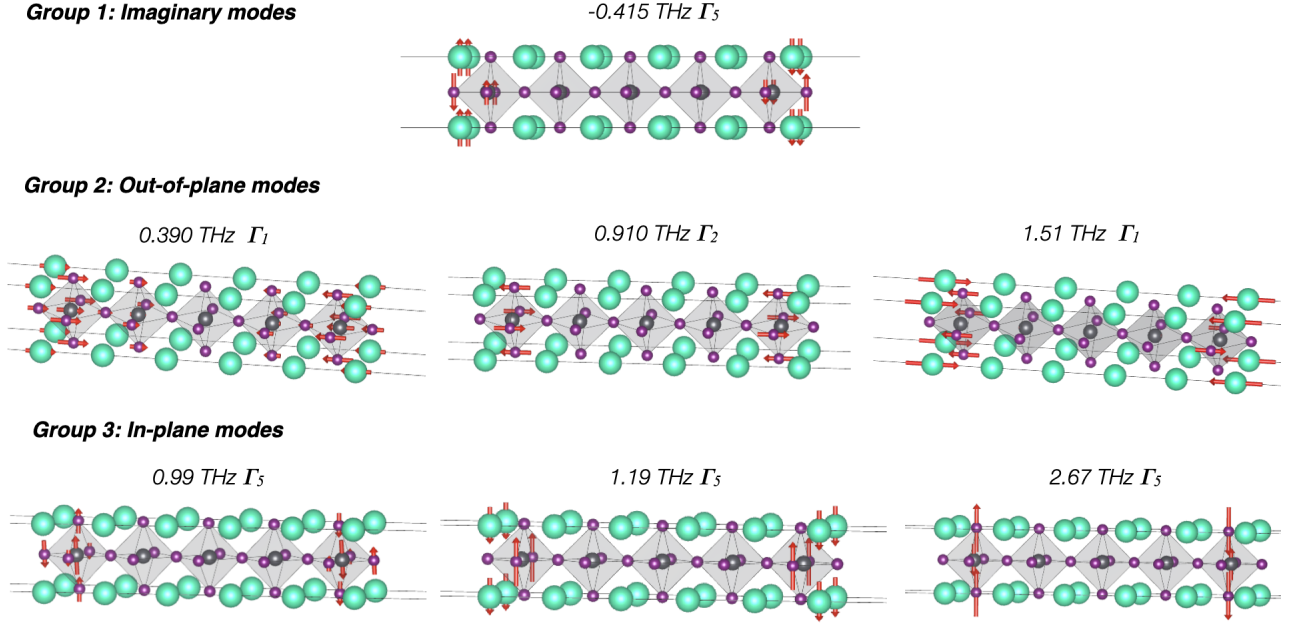 Group 1: Imaginary modes
-0.415 THz Γ5
Group 2: Out-of-plane modes
0.390 THz Γ1
0.910 THz Γ2
1.51 THz Γ1
Group 3: In-plane modes
0.99 THz Γ5
1.19 THz Γ5
2.67 THz Γ5